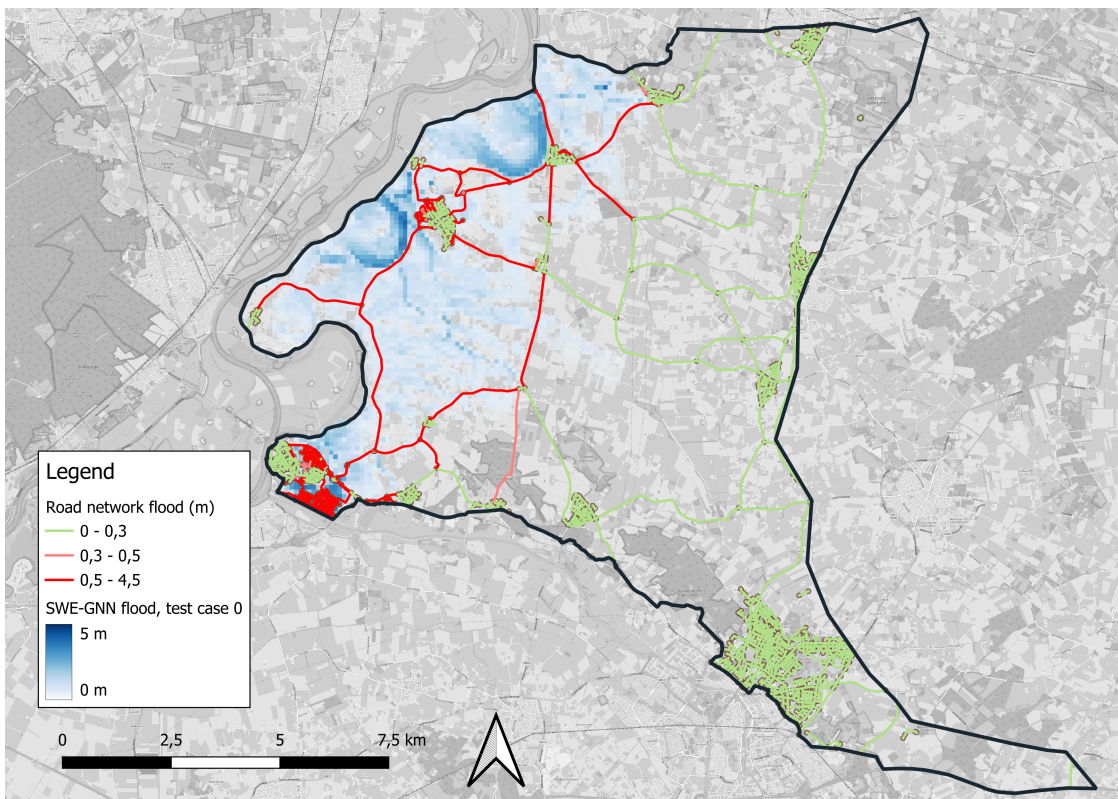 Legend
Road network flood (m)
0 - 0,3
0,3 - 0,5
0,5 - 4,5
SWE-GNN flood, test case 0
5 m
0 m
0
2,5
5
7,5 km